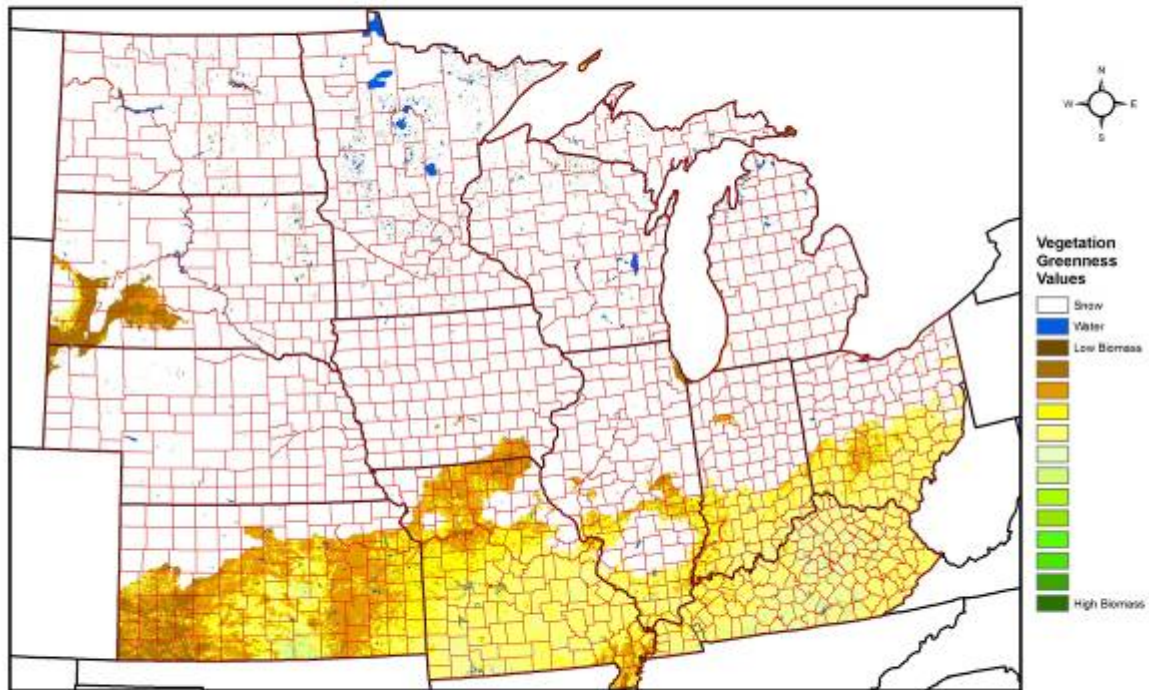 N
W
E
S
Vegetation
Greenness
Values
Snow
Water
Low Biomass
High Biomass